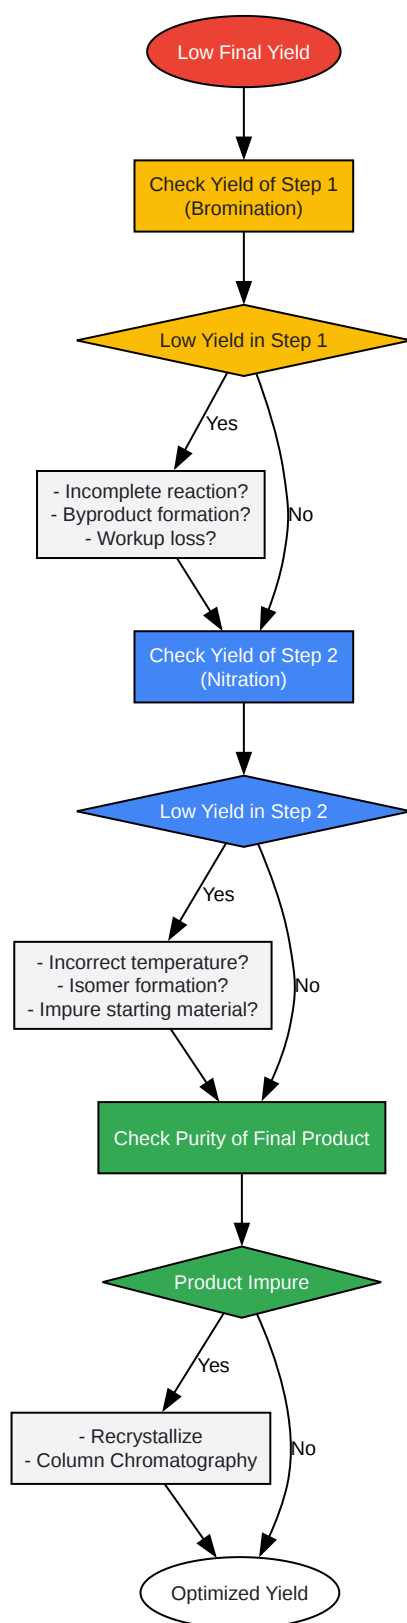 Low Final Yield
Check Yield of Step 1
(Bromination)
Low Yield in Step 1
Yes
- Incomplete reaction?
- Byproduct formation?
- Workup loss?
No
Check Yield of Step 2
(Nitration)
Low Yield in Step 2
Yes
- Incorrect temperature?
- Isomer formation?
- Impure starting material?
No
Check Purity of Final Product
Product Impure
Yes
- Recrystallize
- Column Chromatography
No
Optimized Yield